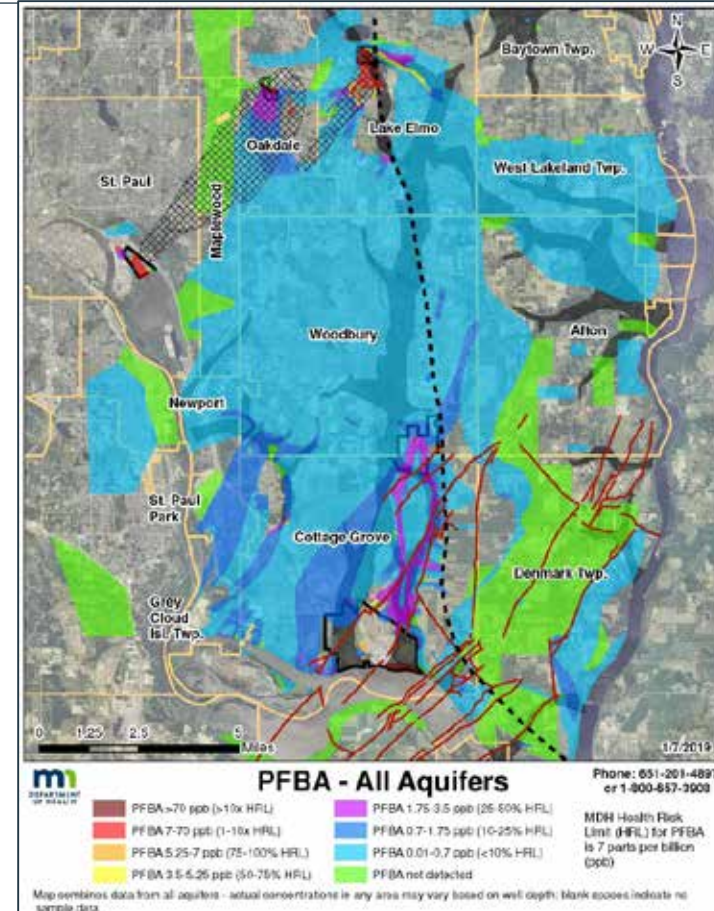 N
W E
S
Baytown Twp.
Lake Elmo
Oakdale
West Lakeland Twp.
St. Paul
Maplewood
Woodbury
Afton
Newport
St. Paul
Park
Cottage Grove
Denmark Twp.
Grey
Cloud
Isl. Twp.
0 1.25 2.5 5
Miles
1/7/2019
mn
DEPARTMENT
OF HEALTH
PFBA - All Aquifers
Phone: 651-201-4897
or 1-800-657-3908
PFBA >70 ppb (>10x HRL)
PFBA 7-70 ppb (1-10x HRL)
PFBA 5.25-7 ppb (75-100% HRL)
PFBA 3.5-5.25 ppb (50-75% HRL)
PFBA 1.75-3.5 ppb (25-50% HRL)
PFBA 0.7-1.75 ppb (10-25% HRL)
PFBA 0.01-0.7 ppb (<10% HRL)
PFBA not detected
MDH Health Risk
Limit (HRL) for PFBA
is 7 parts per billion
(ppb)
Map combines data from all aquifers - actual concentrations in any area may vary based on well depth; blank spaces indicate no
sample data